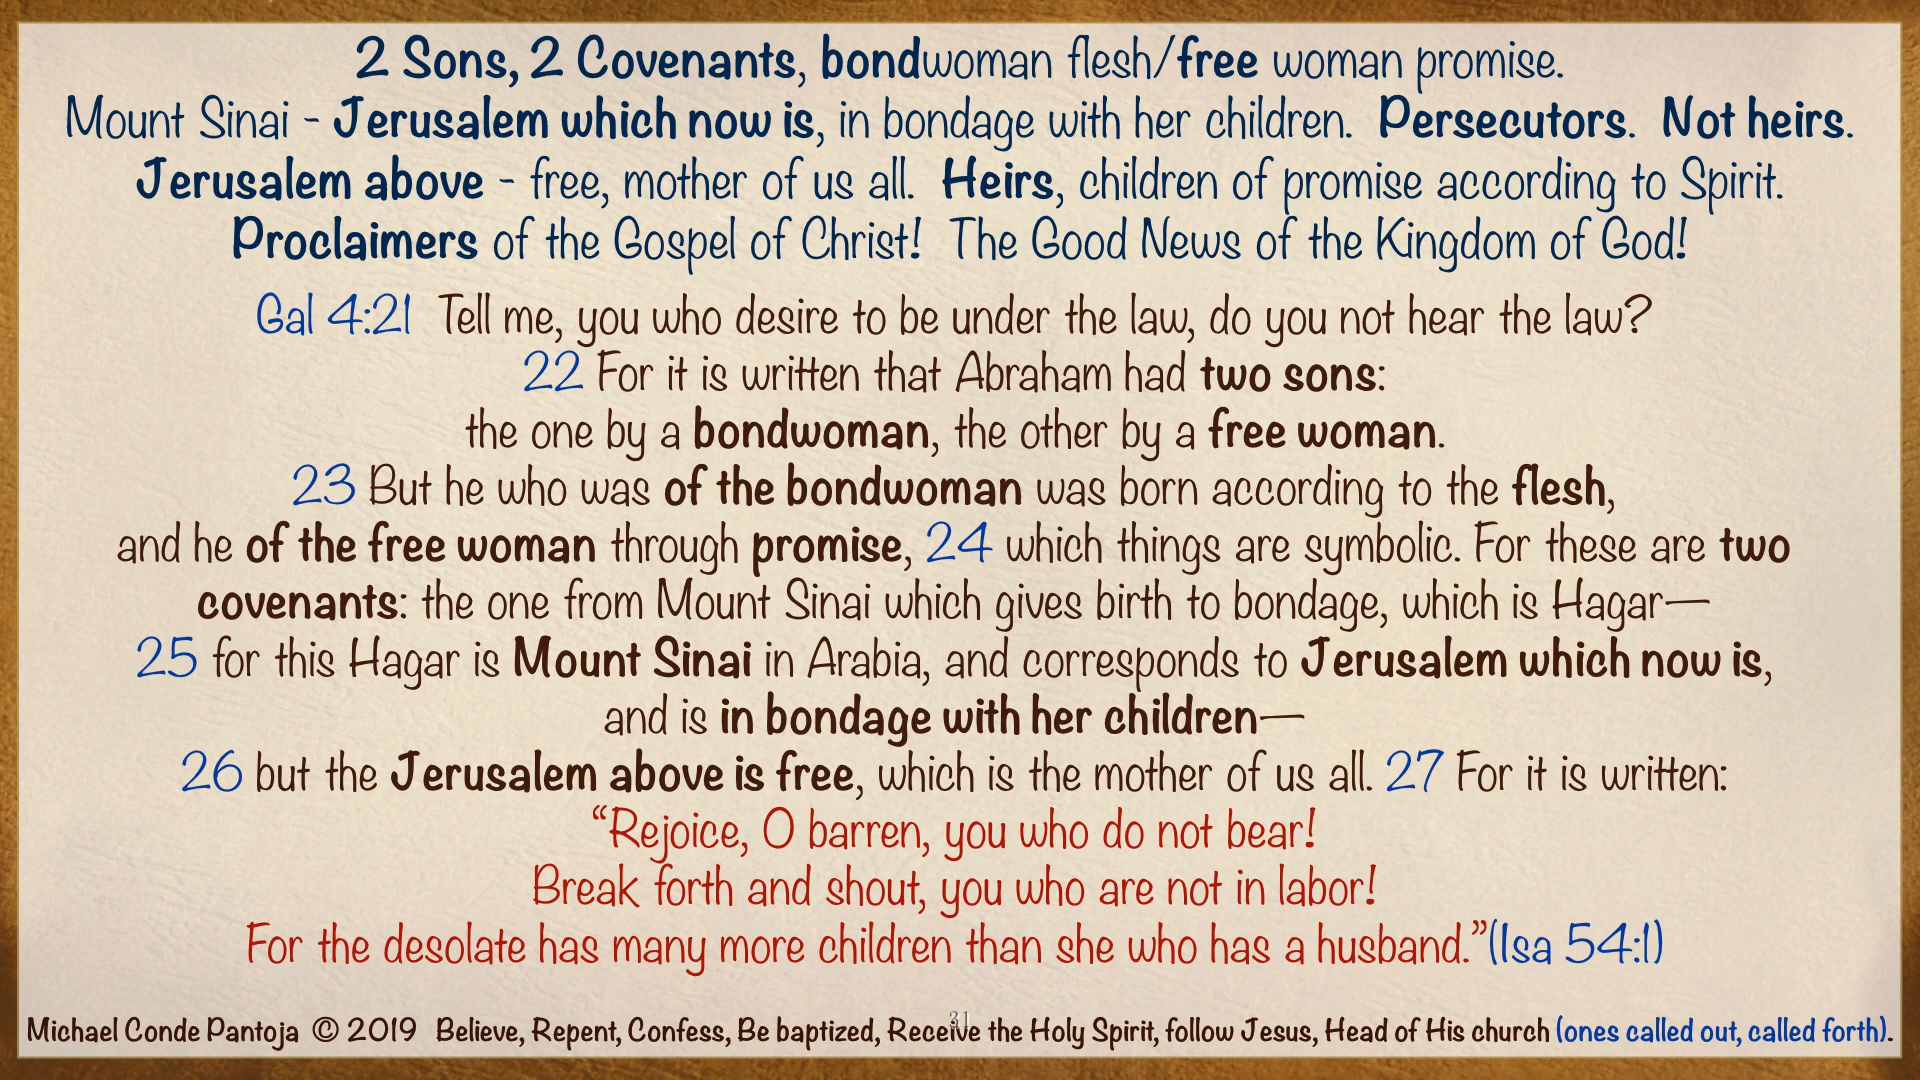 2 Sons, 2 Covenants, bondwoman flesh/free woman promise.
Mount Sinai - Jerusalem which now is, in bondage with her children. Persecutors. Not heirs.
Jerusalem above - free, mother of us all. Heirs, children of promise according to Spirit.
Proclaimers of the Gospel of Christ! The Good News of the Kingdom of God!
Gal 4:21 Tell me, you who desire to be under the law, do you not hear the law?
22 For it is written that Abraham had two sons:
the one by a bondwoman, the other by a free woman.
23 But he who was of the bondwoman was born according to the flesh,
and he of the free woman through promise, 24 which things are symbolic. For these are two
covenants: the one from Mount Sinai which gives birth to bondage, which is Hagar—
25 for this Hagar is Mount Sinai in Arabia, and corresponds to Jerusalem which now is,
and is in bondage with her children—
26 but the Jerusalem above is free, which is the mother of us all. 27 For it is written:
“Rejoice, O barren, you who do not bear!
Break forth and shout, you who are not in labor!
For the desolate has many more children than she who has a husband.”(Isa 54:1)
31
Michael Conde Pantoja © 2019 Believe, Repent, Confess, Be baptized, Receive the Holy Spirit, follow Jesus, Head of His church (ones called out, called forth).